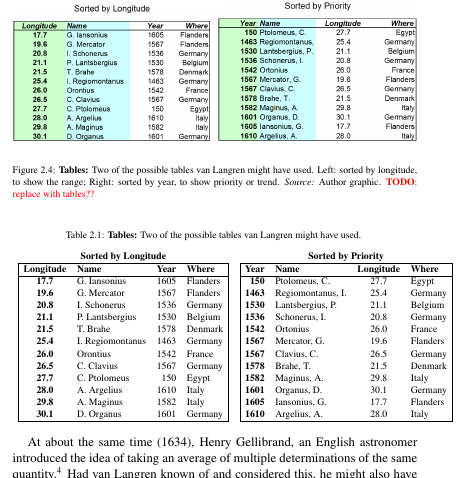 Sorted by Longitude
Longitude Name Year Where
17.7 G. Iansonius 1605 Flanders
19.6 G. Mercator 1567 Flanders
20.8 I. Schonerus 1536 Germany
21.1 P. Lantsbergius 1530 Belgium
21.5 T. Brahe 1578 Denmark
25.4 I. Regiomontanus 1463 Germany
26.0 Orontius 1542 France
26.5 C. Clavius 1567 Germany
27.7 C. Ptolomeus 150 Egypt
28.0 A. Argelius 1610 Italy
29.8 A. Maginus 1582 Italy
30.1 D. Organus 1601 Germany
Sorted by Priority
Year Name Longitude Where
150 Ptolomeus, C. 27.7 Egypt
1463 Regiomontanus, 25.4 Germany
1530 Lantsbergius, P. 21.1 Belgium
1536 Schonerus, I. 20.8 Germany
1542 Ortonius 26.0 France
1567 Mercator, G. 19.6 Flanders
1567 Clavius, C. 26.5 Germany
1578 Brahe, T. 21.5 Denmark
1582 Maginus, A. 29.8 Italy
1601 Organus, D. 30.1 Germany
1605 Iansonius, G. 17.7 Flanders
1610 Argelius, A. 28.0 Italy
Figure 2.4: Tables: Two of the possible tables van Langren might have used. Left: sorted by longitude,
to show the range; Right: sorted by year, to show priority or trend. Source: Author graphic. TODO:
replace with tables??
Table 2.1: Tables: Two of the possible tables van Langren might have used.
Sorted by Longitude
Longitude Name Year Where
17.7 G. Iansonius 1605 Flanders
19.6 G. Mercator 1567 Flanders
20.8 I. Schonerus 1536 Germany
21.1 P. Lantsbergius 1530 Belgium
21.5 T. Brahe 1578 Denmark
25.4 I. Regiomontanus 1463 Germany
26.0 Orontius 1542 France
26.5 C. Clavius 1567 Germany
27.7 C. Ptolomeus 150 Egypt
28.0 A. Argelius 1610 Italy
29.8 A. Maginus 1582 Italy
30.1 D. Organus 1601 Germany
Sorted by Priority
Year Name Longitude Where
150 Ptolomeus, C. 27.7 Egypt
1463 Regiomontanus, I. 25.4 Germany
1530 Lantsbergius, P. 21.1 Belgium
1536 Schonerus, I. 20.8 Germany
1542 Ortonius 26.0 France
1567 Mercator, G. 19.6 Flanders
1567 Clavius, C. 26.5 Germany
1578 Brahe, T. 21.5 Denmark
1582 Maginus, A. 29.8 Italy
1601 Organus, D. 30.1 Germany
1605 Iansonius, G. 17.7 Flanders
1610 Argelius, A. 28.0 Italy
At about the same time (1634), Henry Gellibrand, an English astronomer
introduced the idea of taking an average of multiple determinations of the same
quantity.4 Had van Langren known of and considered this, he might also have